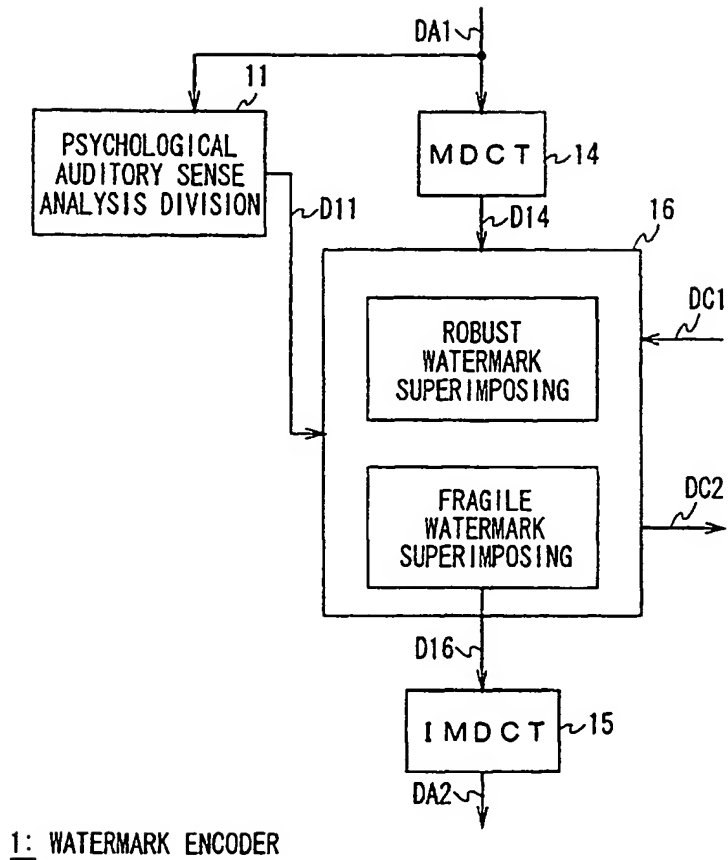 DA1
11
PSYCHOLOGICAL
AUDITORY SENSE
ANALYSIS DIVISION
MDCT
14
D11
D14
16
DC1
ROBUST
WATERMARK
SUPERIMPOSING
FRAGILE
WATERMARK
SUPERIMPOSING
DC2
D16
IMDCT
15
DA2
1: WATERMARK ENCODER